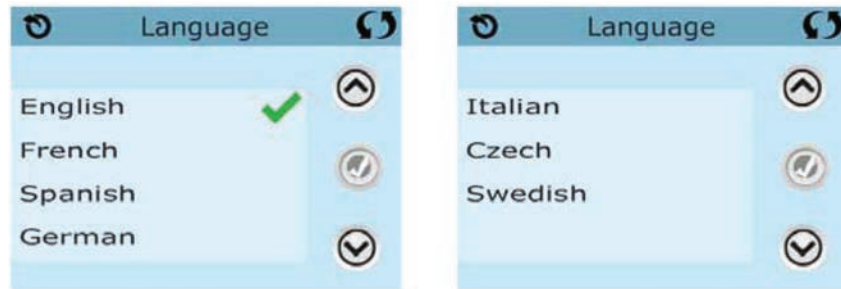 Language
English
French
Spanish
German
Language
Italian
Czech
Swedish